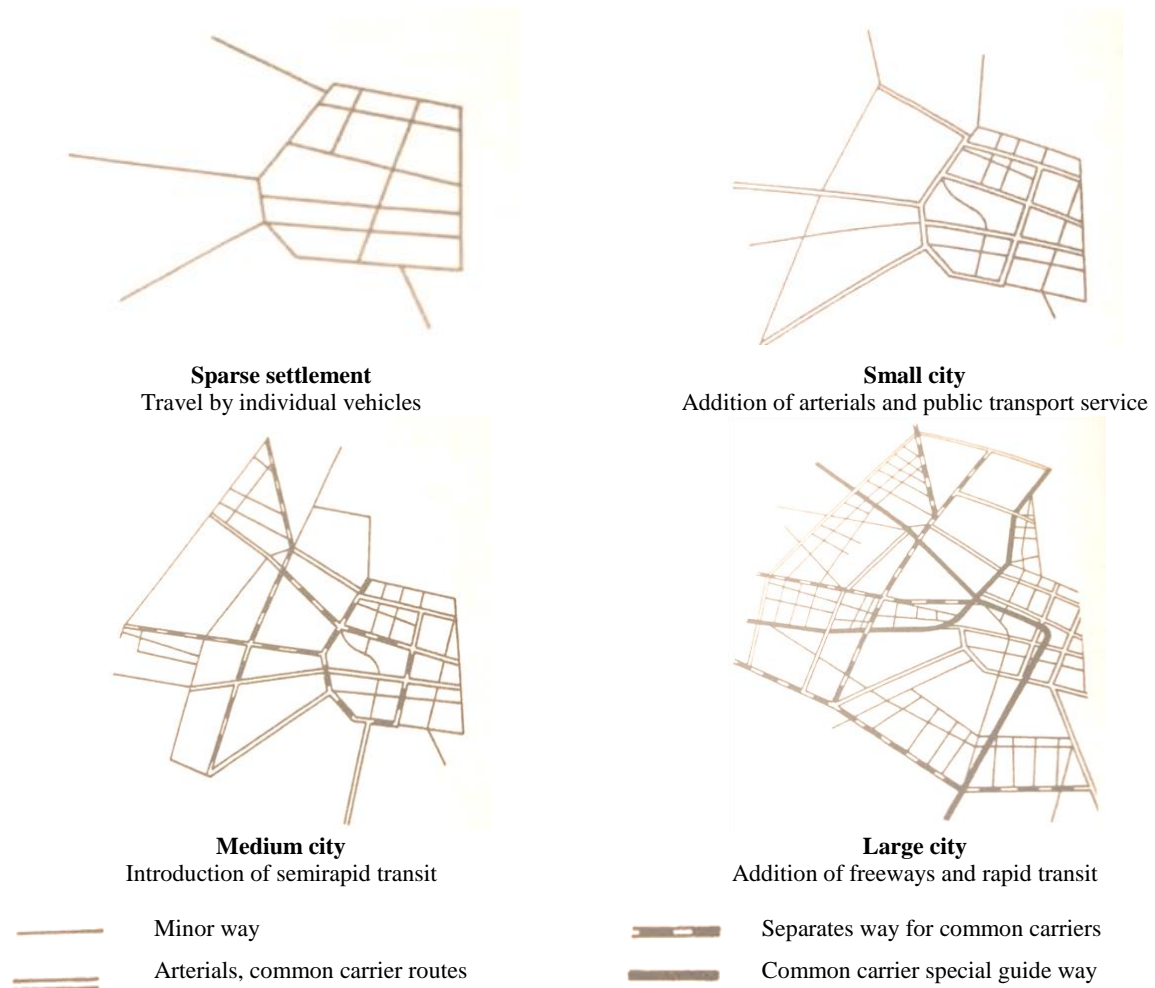 Sparse settlement
Travel by individual vehicles
Small city
Addition of arterials and public transport service
Medium city
Introduction of semirapid transit
Large city
Addition of freeways and rapid transit
Minor way
Arterials, common carrier routes
Separates way for common carriers
Common carrier special guide way